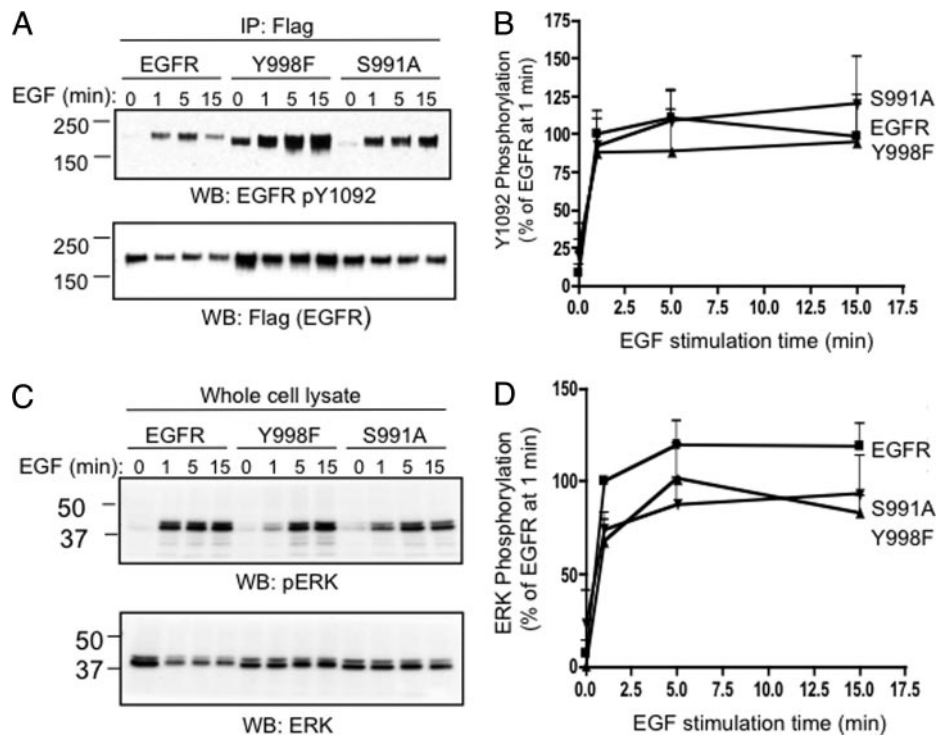 A
IP: Flag
EGFR Y998F S991A
EGF (min): 0 1 5 15 0 1 5 15 0 1 5 15
250
150
WB: EGFR pY1092
250
150
WB: Flag (EGFR)
B
Y1092 Phosphorylation
(% of EGFR at 1 min)
175
150
125
100
75
50
25
0
0.0 2.5 5.0 7.5 10.0 12.5 15.0 17.5
EGF stimulation time (min)
S991A
EGFR
Y998F
C
Whole cell lysate
EGFR Y998F S991A
EGF (min): 0 1 5 15 0 1 5 15 0 1 5 15
50
37
WB: pERK
50
37
WB: ERK
D
ERK Phosphorylation
(% of EGFR at 1 min)
150
100
50
0
0.0 2.5 5.0 7.5 10.0 12.5 15.0 17.5
EGF stimulation time (min)
EGFR
S991A
Y998F